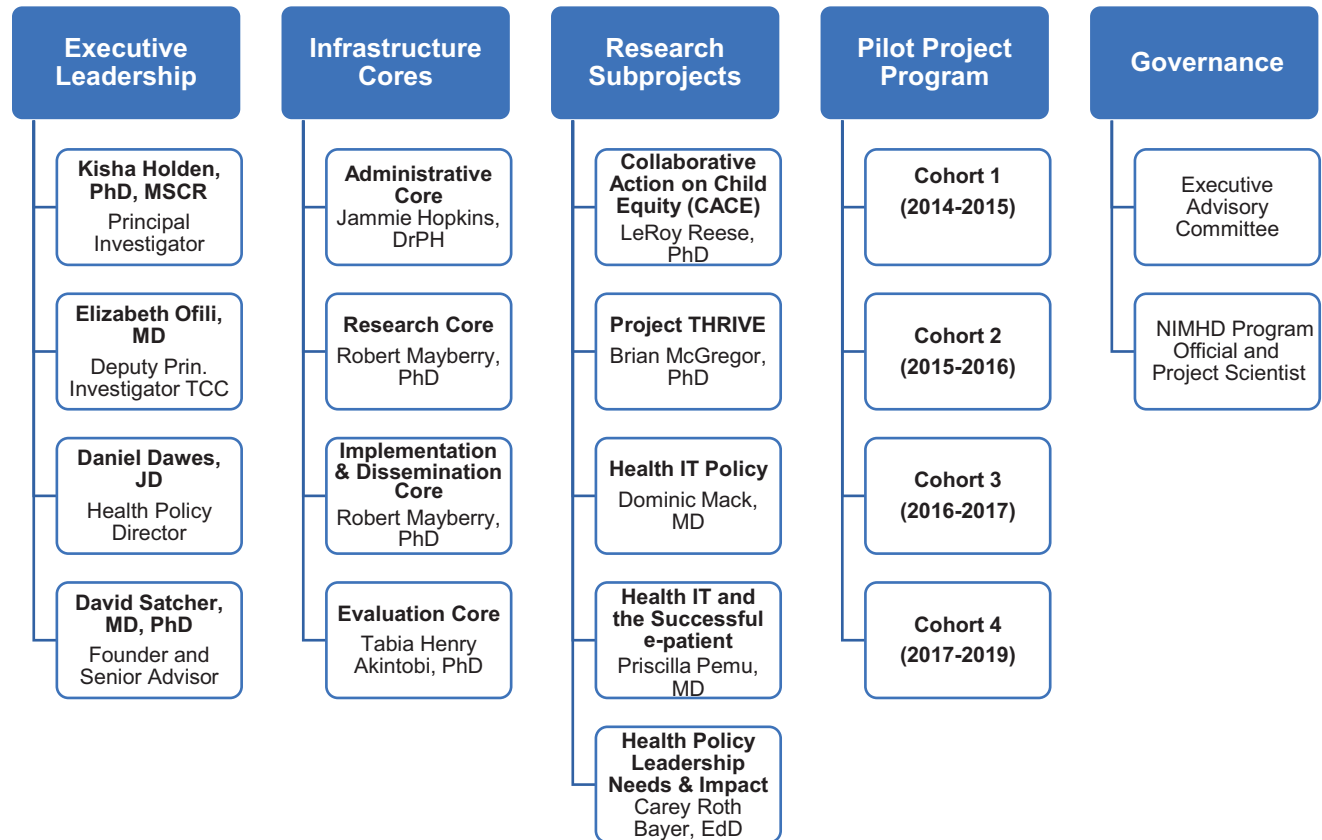 Executive
Leadership
Kisha Holden,
PhD, MSCR
Principal
Investigator
Elizabeth Ofili,
MD
Deputy Prin.
Investigator TCC
Daniel Dawes,
JD
Health Policy
Director
David Satcher,
MD, PhD
Founder and
Senior Advisor
Infrastructure
Cores
Administrative
Core
Jammie Hopkins,
DrPH
Research Core
Robert Mayberry,
PhD
Implementation
& Dissemination
Core
Robert Mayberry,
PhD
Evaluation Core
Tabia Henry
Akintobi, PhD
Research
Subprojects
Collaborative
Action on Child
Equity (CACE)
LeRoy Reese,
PhD
Project THRIVE
Brian McGregor,
PhD
Health IT Policy
Dominic Mack,
MD
Health IT and
the Successful
e-patient
Priscilla Pemu,
MD
Health Policy
Leadership
Needs & Impact
Carey Roth
Bayer, EdD
Pilot Project
Program
Cohort 1
(2014-2015)
Cohort 2
(2015-2016)
Cohort 3
(2016-2017)
Cohort 4
(2017-2019)
Governance
Executive
Advisory
Committee
NIMHD Program
Official and
Project Scientist